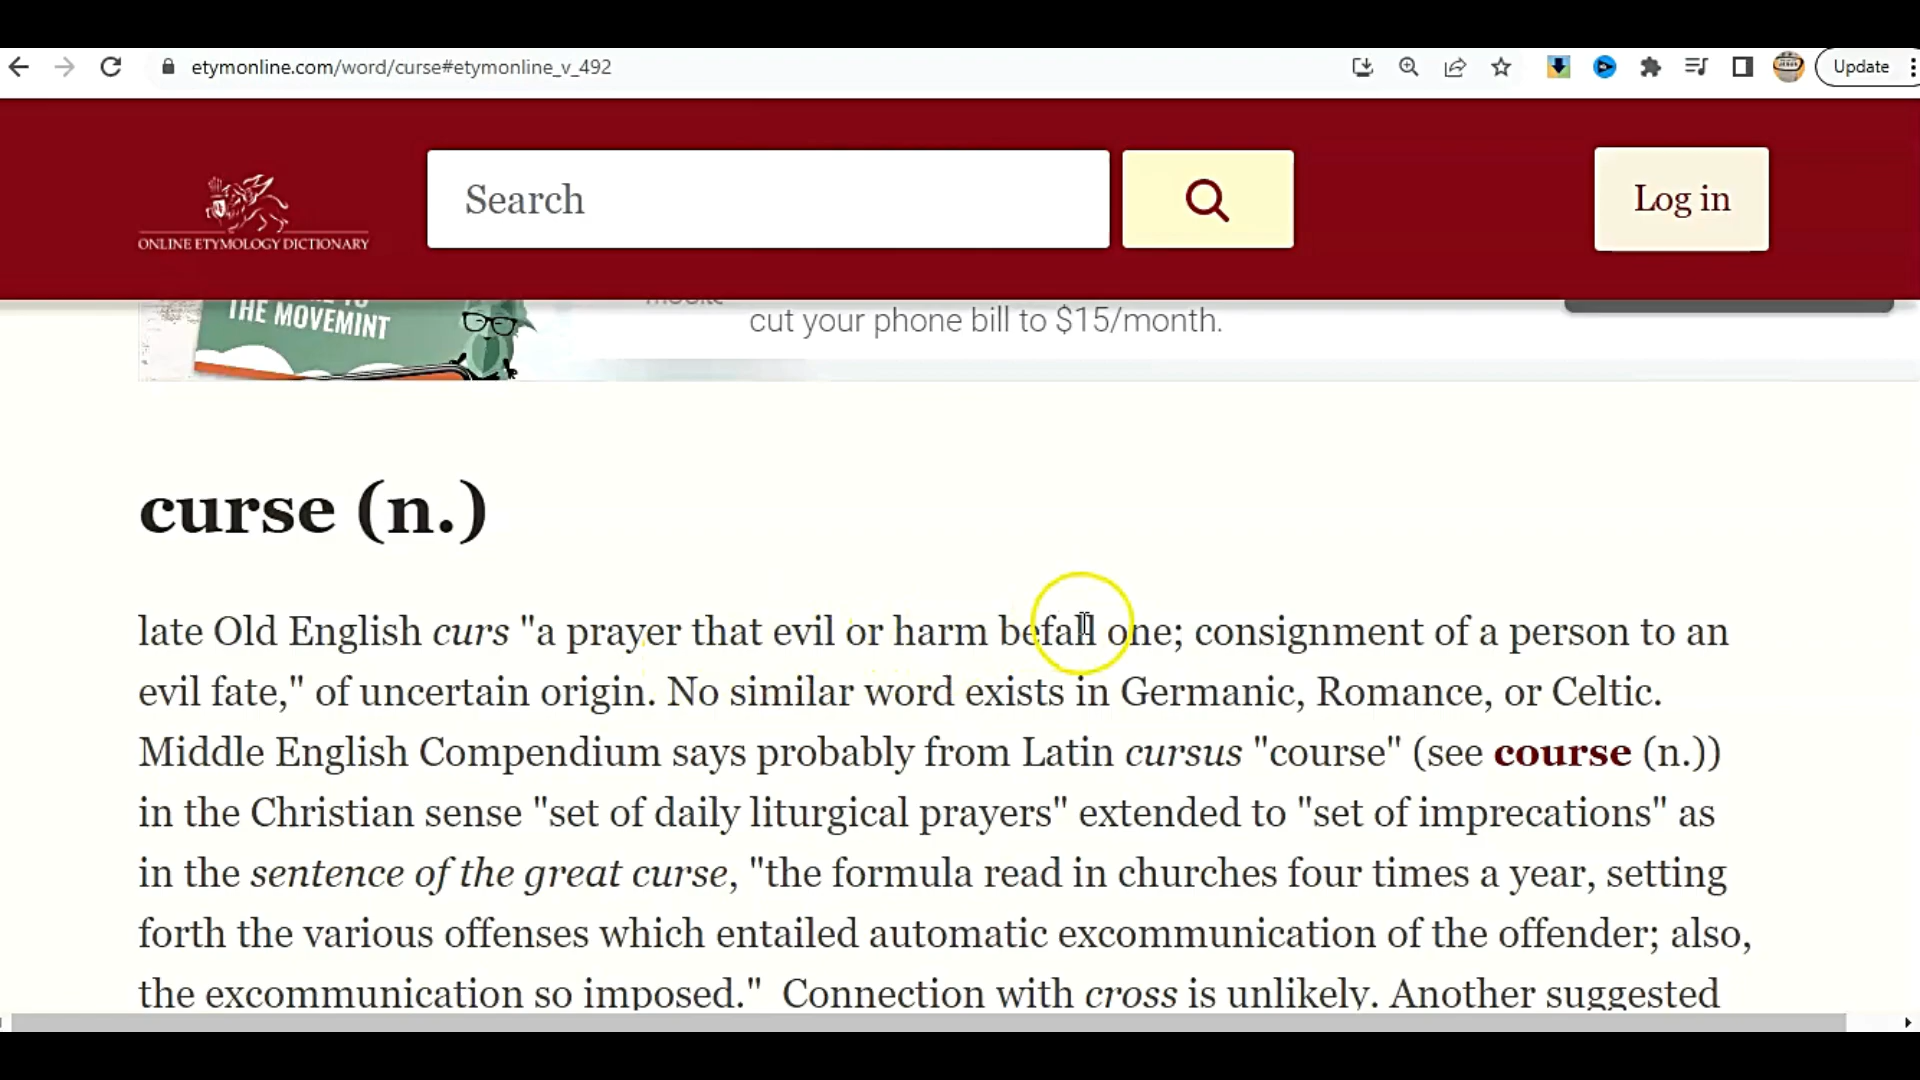 etymonline.com/word/curse#etymonline_v_492
Update
Search
Log in
ONLINE ETYMOLOGY DICTIONARY
THE MOVEMINT
cut your phone bill to $15/month.
curse (n.)
late Old English curs "a prayer that evil or harm befall one; consignment of a person to an
evil fate," of uncertain origin. No similar word exists in Germanic, Romance, or Celtic.
Middle English Compendium says probably from Latin cursus "course" (see course (n.))
in the Christian sense "set of daily liturgical prayers" extended to "set of imprecations" as
in the sentence of the great curse, "the formula read in churches four times a year, setting
forth the various offenses which entailed automatic excommunication of the offender; also,
the excommunication so imposed." Connection with cross is unlikely. Another suggested